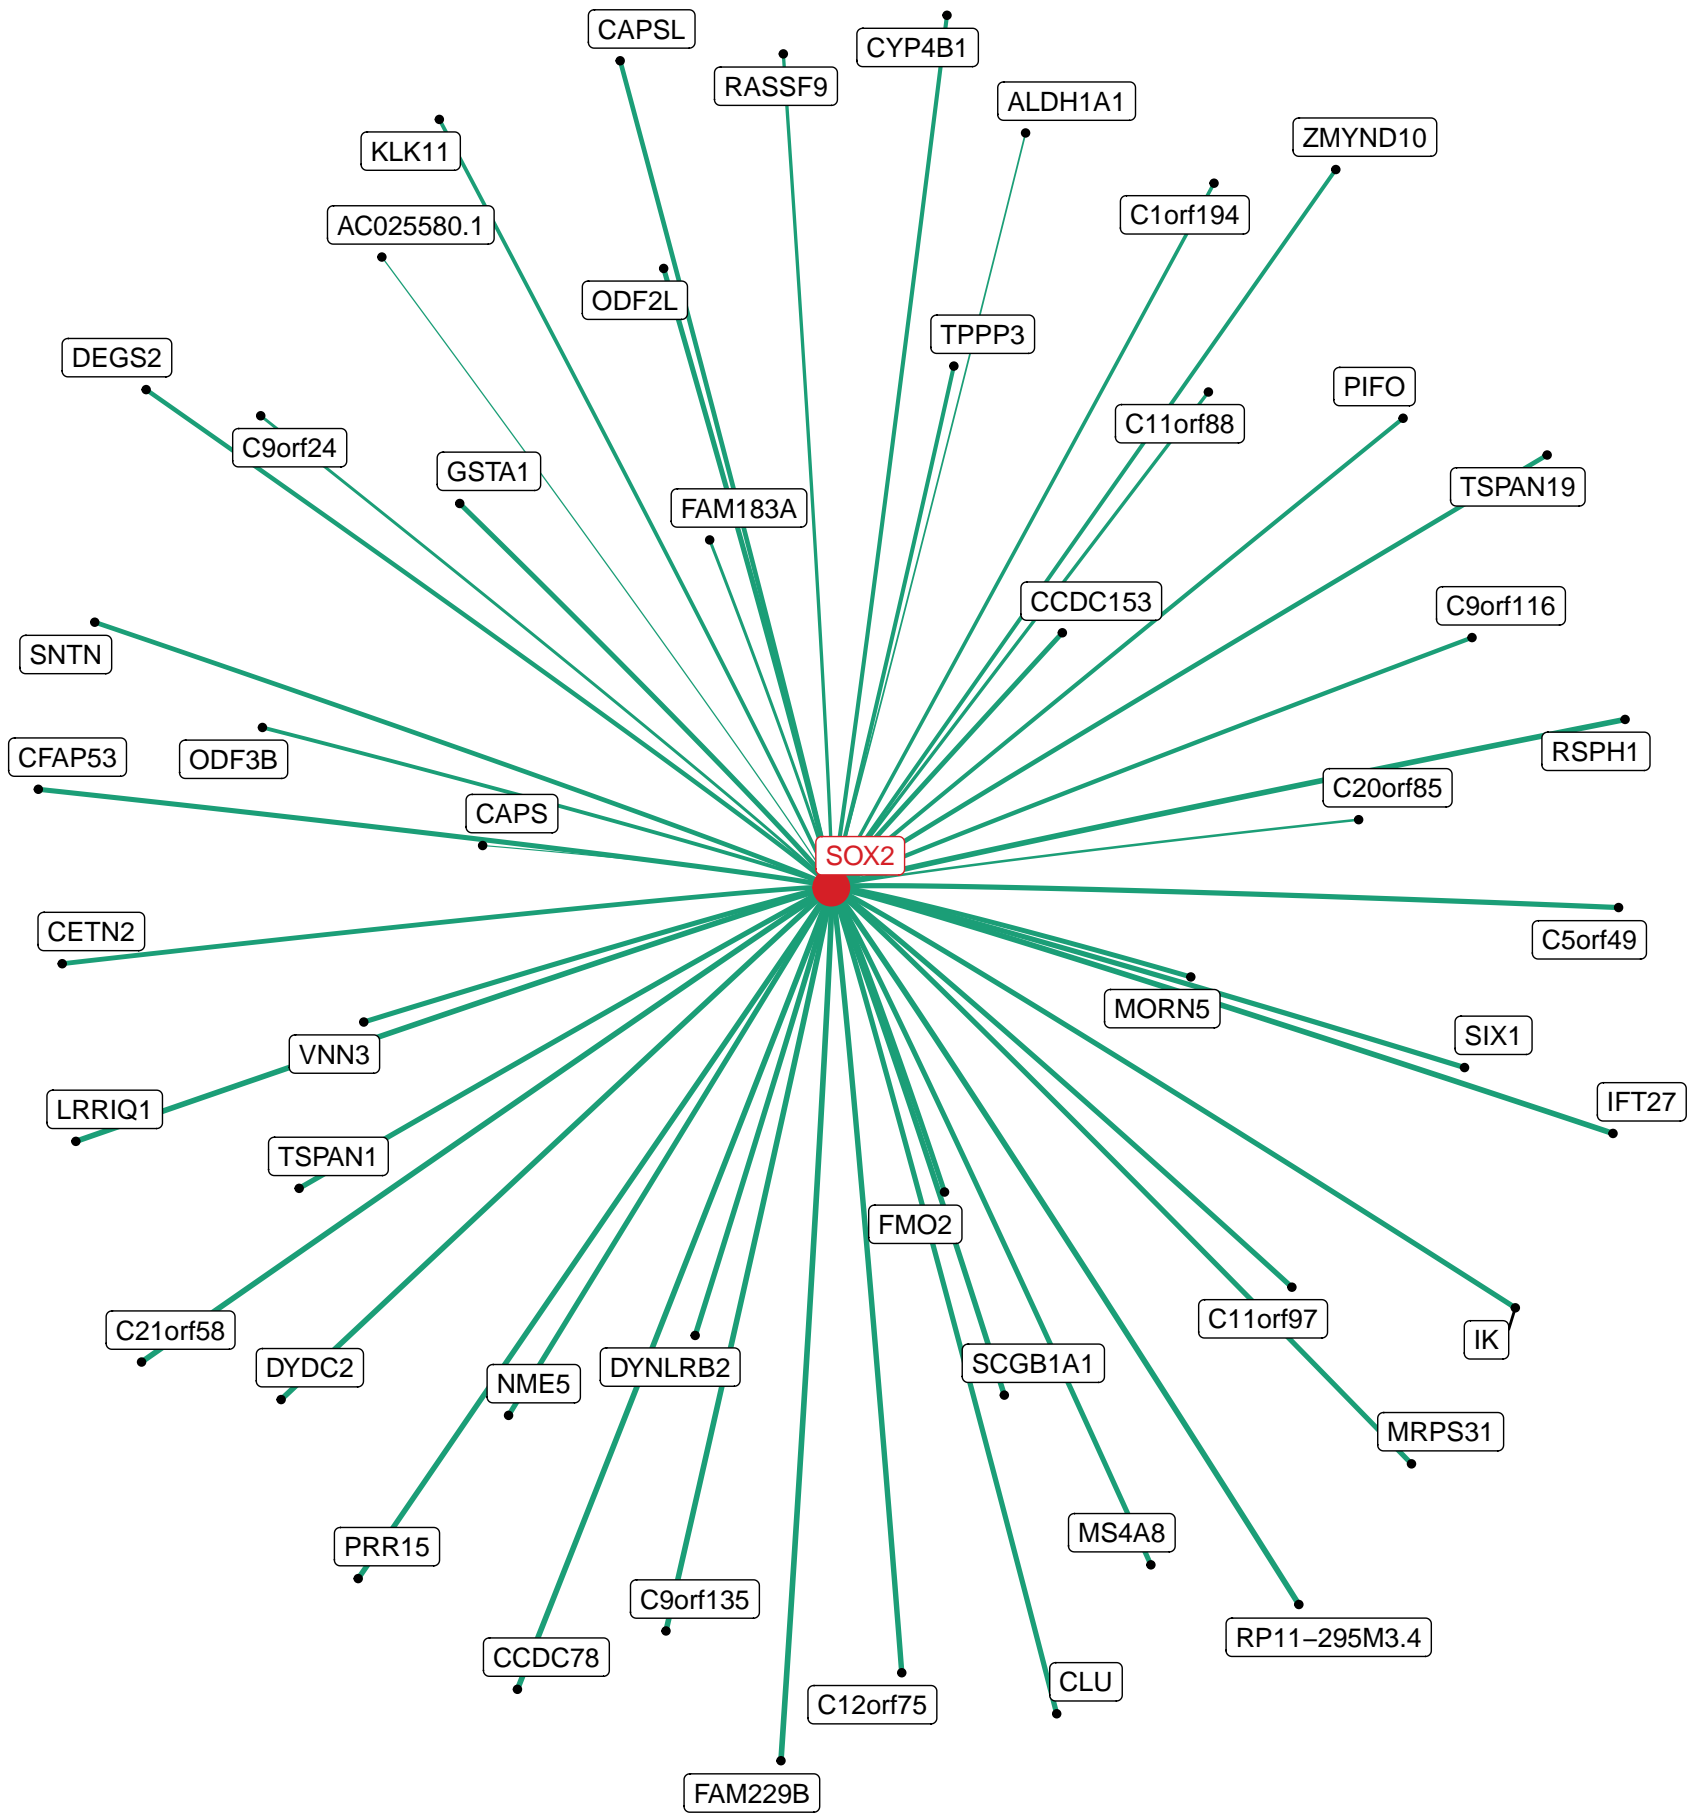 CAPSL
CYP4B1
RASSF9
ALDH1A1
ZMYND10
KLK11
C1orf194
AC025580.1
ODF2L
TPPP3
DEGS2
PIFO
C11orf88
C9orf24
GSTA1
TSPAN19
FAM183A
CCDC153
C9orf116
SNTN
RSPH1
CFAP53
ODF3B
C20orf85
CAPS
SOX2
CETN2
C5orf49
MORN5
SIX1
VNN3
IFT27
LRRIQ1
TSPAN1
FMO2
C11orf97
C21orf58
IK
SCGB1A1
DYDC2
DYNLRB2
NME5
MRPS31
MS4A8
PRR15
C9orf135
RP11−295M3.4
CCDC78
CLU
C12orf75
FAM229B